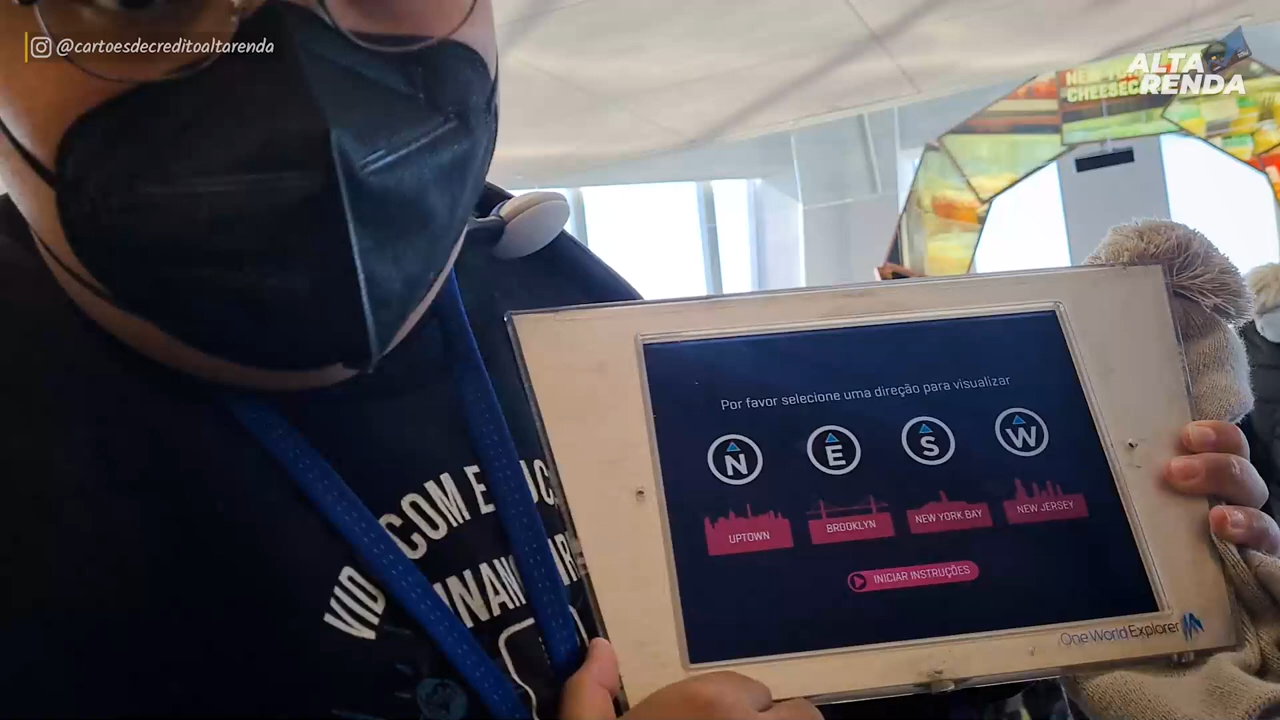 @cartoesdecreditoaltarenda
ALTA
RENDA
Por favor selecione uma direção para visualizar
N E S W
UPTOWN BROOKLYN NEW YORK BAY NEW JERSEY
INICIAR INSTRUÇÕES
One World Explorer
COM